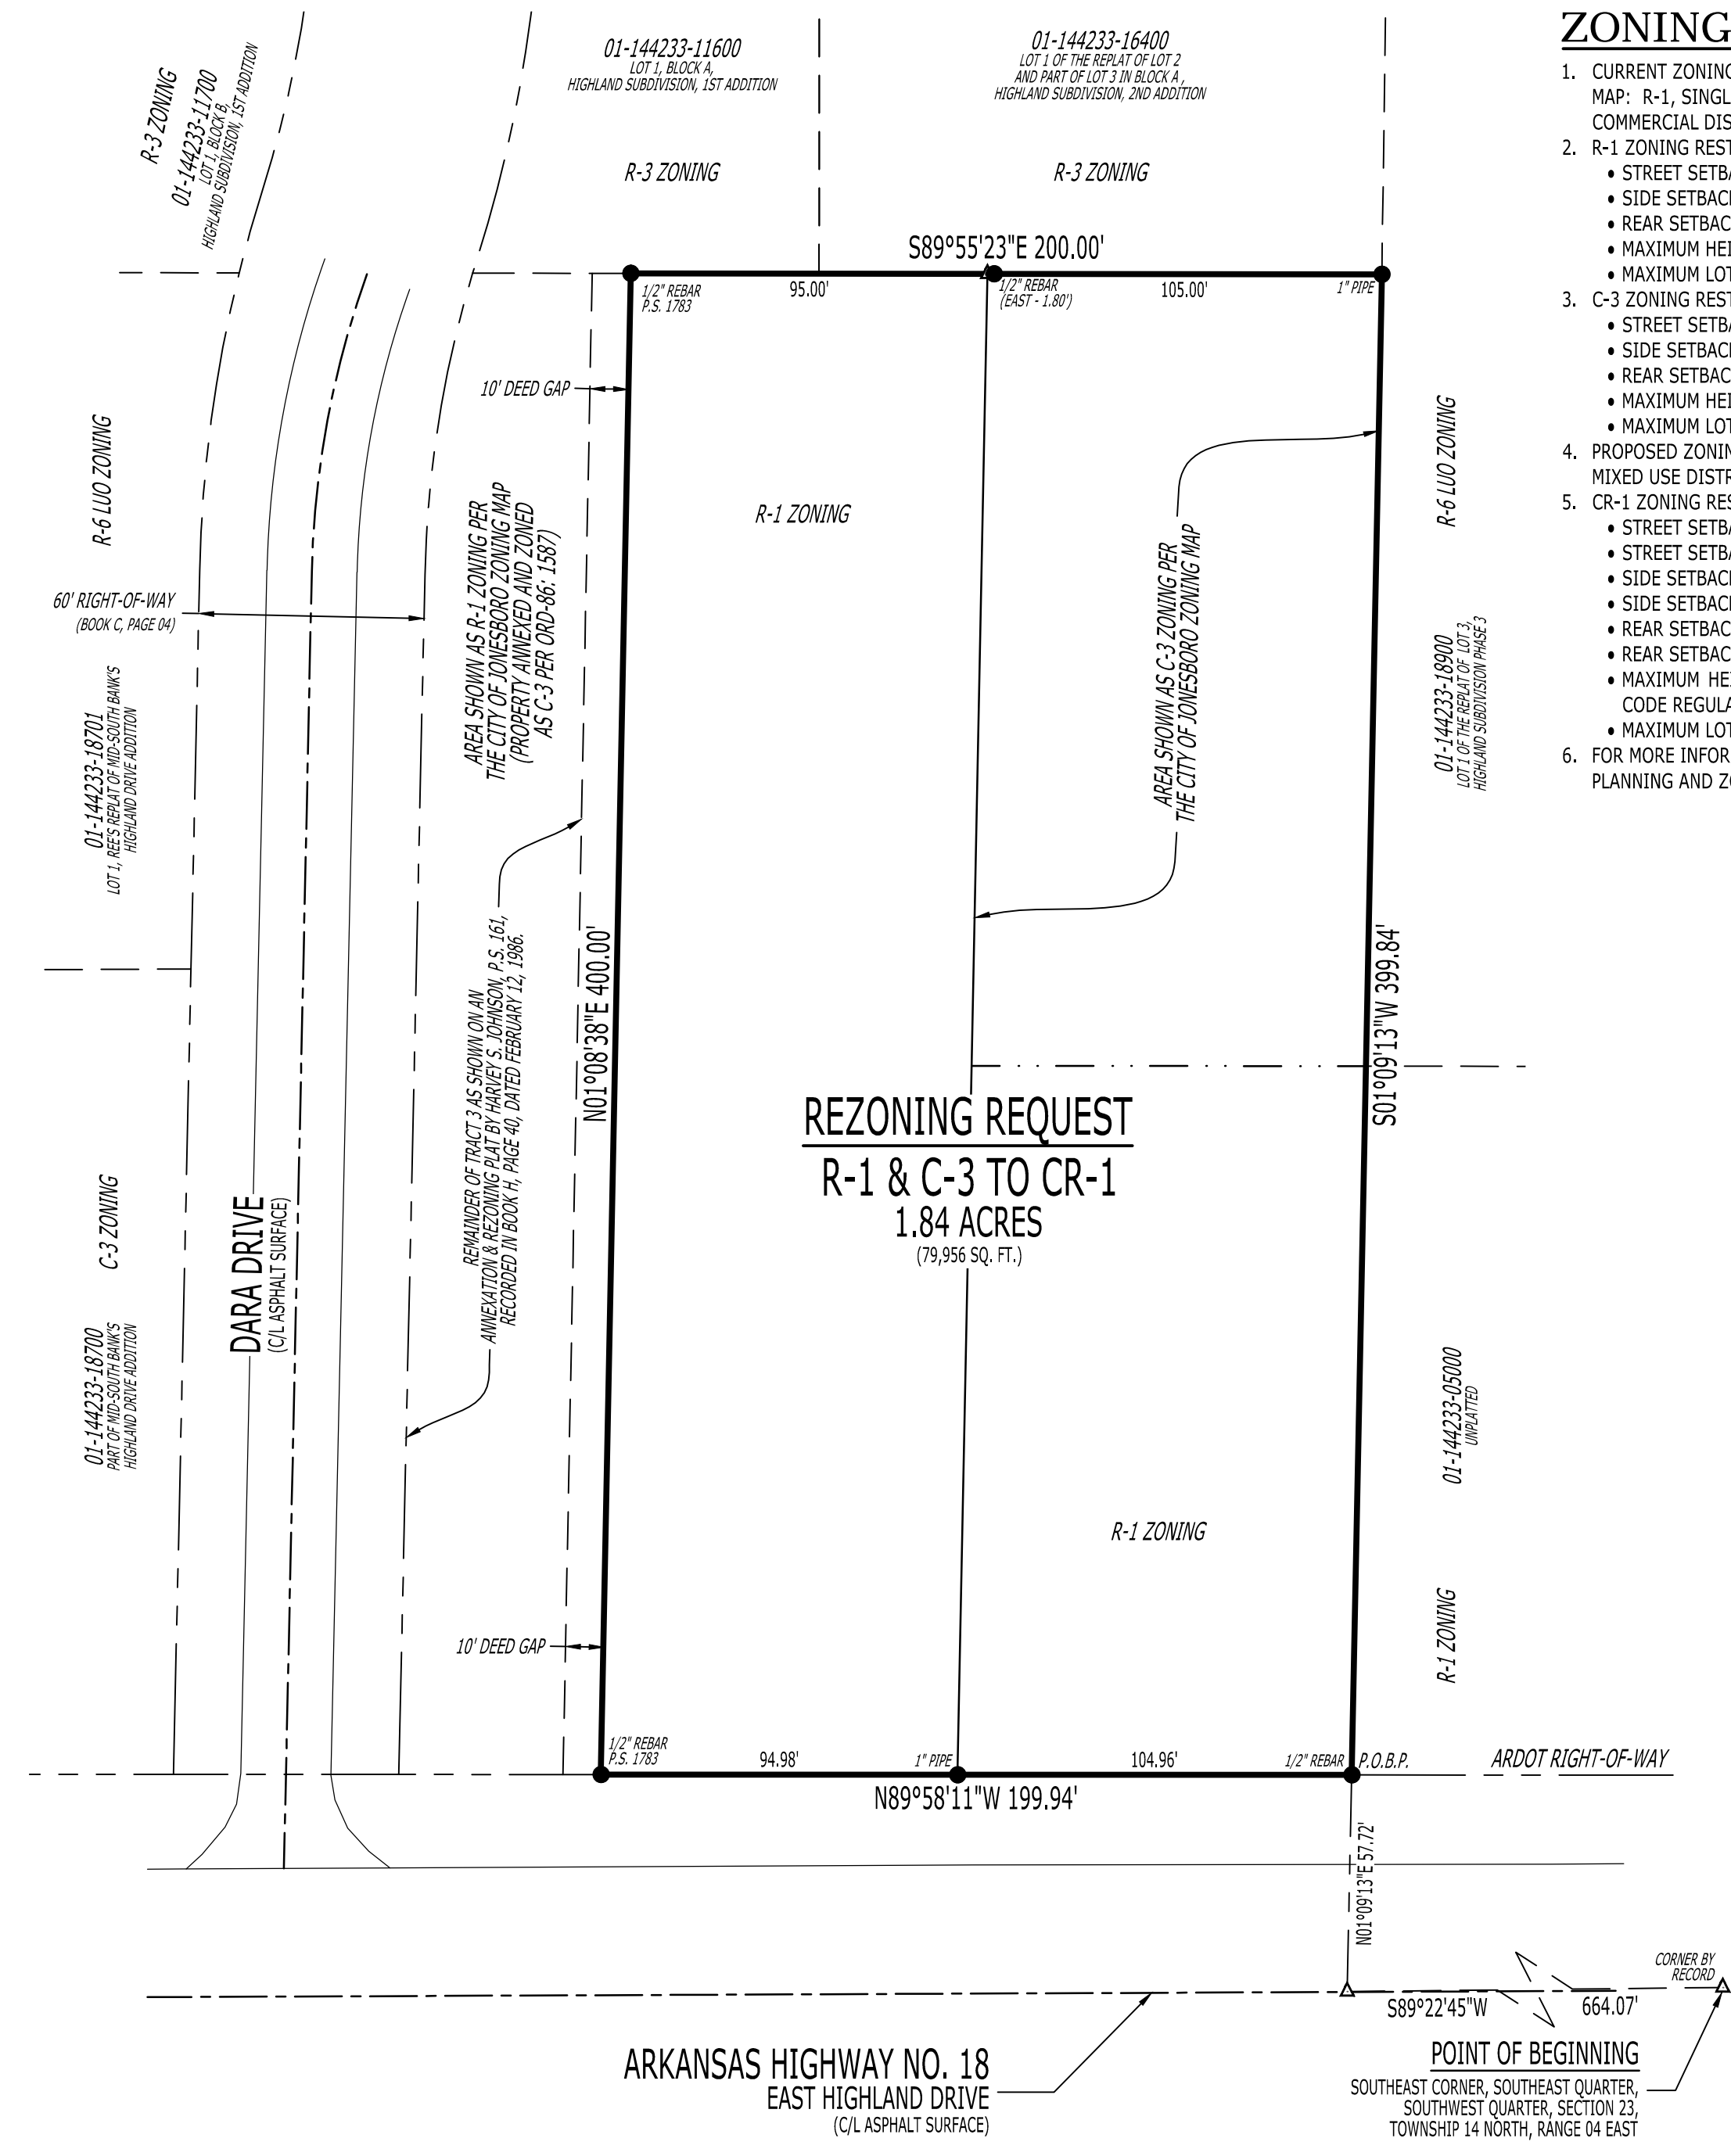 R-3 ZONING
01-144233-11700
LOT 1, BLOCK B,
HIGHLAND SUBDIVISION, 1ST ADDITION
01-144233-11600
LOT 1, BLOCK A,
HIGHLAND SUBDIVISION, 1ST ADDITION
R-3 ZONING
01-144233-16400
LOT 1 OF THE REPLAT OF LOT 2
AND PART OF LOT 3 IN BLOCK A ,
HIGHLAND SUBDIVISION, 2ND ADDITION
R-3 ZONING
S89°55'23"E 200.00'
1/2" REBAR
P.S. 1783
95.00'
1/2" REBAR
(EAST - 1.80')
105.00'
1" PIPE
10' DEED GAP
R-6 LUO ZONING
60' RIGHT-OF-WAY
(BOOK C, PAGE 04)
01-144233-18701
LOT 1, REE'S REPLAT OF MID-SOUTH BANK'S
HIGHLAND DRIVE ADDITION
C-3 ZONING
01-144233-18700
PART OF MID-SOUTH BANK'S
HIGHLAND DRIVE ADDITION
DARA DRIVE
(C/L ASPHALT SURFACE)
AREA SHOWN AS R-1 ZONING PER
THE CITY OF JONESBORO ZONING MAP
(PROPERTY ANNEXED AND ZONED
AS C-3 PER ORD-86: 1587)
REMAINDER OF TRACT 3 AS SHOWN ON AN
ANNEXATION & REZONING PLAT BY HARVEY S. JOHNSON, P.S. 161,
RECORDED IN BOOK H, PAGE 40, DATED FEBRUARY 12, 1986.
N01°08'38"E 400.00'
R-1 ZONING
AREA SHOWN AS C-3 ZONING PER
THE CITY OF JONESBORO ZONING MAP
S01°09'13"W 399.84'
R-6 LUO ZONING
01-144233-18900
LOT 1 OF THE REPLAT OF LOT 3,
HIGHLAND SUBDIVISION PHASE 3
REZONING REQUEST
R-1 & C-3 TO CR-1
1.84 ACRES
(79,956 SQ. FT.)
01-144233-05000
UNPLATTED
R-1 ZONING
R-1 ZONING
10' DEED GAP
1/2" REBAR
P.S. 1783
94.98'
1" PIPE
104.96'
1/2" REBAR
P.O.B.P.
ARDOT RIGHT-OF-WAY
N89°58'11"W 199.94'
N01°09'13"E 57.72'
CORNER BY
RECORD
S89°22'45"W
664.07'
ARKANSAS HIGHWAY NO. 18
EAST HIGHLAND DRIVE
(C/L ASPHALT SURFACE)
POINT OF BEGINNING
SOUTHEAST CORNER, SOUTHEAST QUARTER,
SOUTHWEST QUARTER, SECTION 23,
TOWNSHIP 14 NORTH, RANGE 04 EAST
ZONING
1. CURRENT ZONING
MAP: R-1, SINGL
COMMERCIAL DIS
2. R-1 ZONING REST
• STREET SETBA
• SIDE SETBACK
• REAR SETBAC
• MAXIMUM HEI
• MAXIMUM LOT
3. C-3 ZONING REST
• STREET SETBA
• SIDE SETBACK
• REAR SETBAC
• MAXIMUM HEI
• MAXIMUM LOT
4. PROPOSED ZONIN
MIXED USE DISTR
5. CR-1 ZONING RES
• STREET SETBA
• STREET SETBA
• SIDE SETBACK
• SIDE SETBACK
• REAR SETBAC
• REAR SETBAC
• MAXIMUM HEI
CODE REGULA
• MAXIMUM LOT
6. FOR MORE INFOR
PLANNING AND ZO